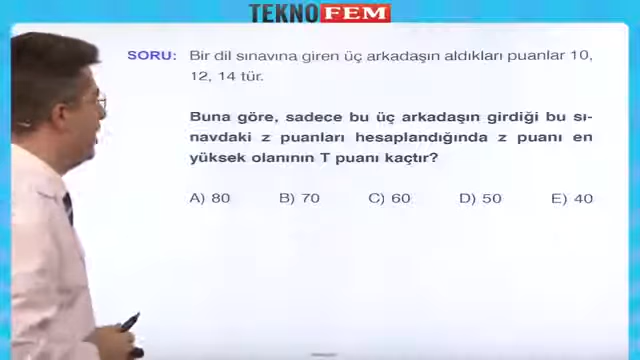 TEKNOFEM
SORU: Bir dil sınavına giren üç arkadaşın aldıkları puanlar 10,
12, 14 tür.
Buna göre, sadece bu üç arkadaşın girdiği bu sı-
navdaki z puanları hesaplandığında z puanı en
yüksek olanının T puanı kaçtır?
A) 80 B) 70 C) 60 D) 50 E) 40